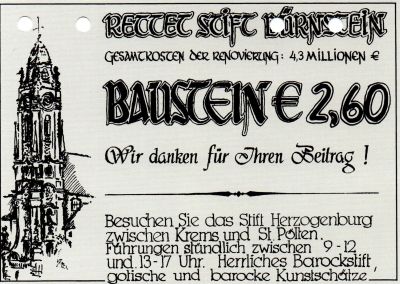 RETTET STIFT DÜRNSTEIN
GESAMTKOSTEN DER RENOVIERUNG: 4,3 MILLIONEN €
BAUSTEIN € 2,60
Wir danken für Ihren Beitrag !
Besuchen Sie das Stift Herzogenburg
zwischen Krems und St. Pölten.
Führungen stündlich zwischen 9-12
und 13-17 Uhr. Herrliches Barockstift,
gotische und barocke Kunstschätze.